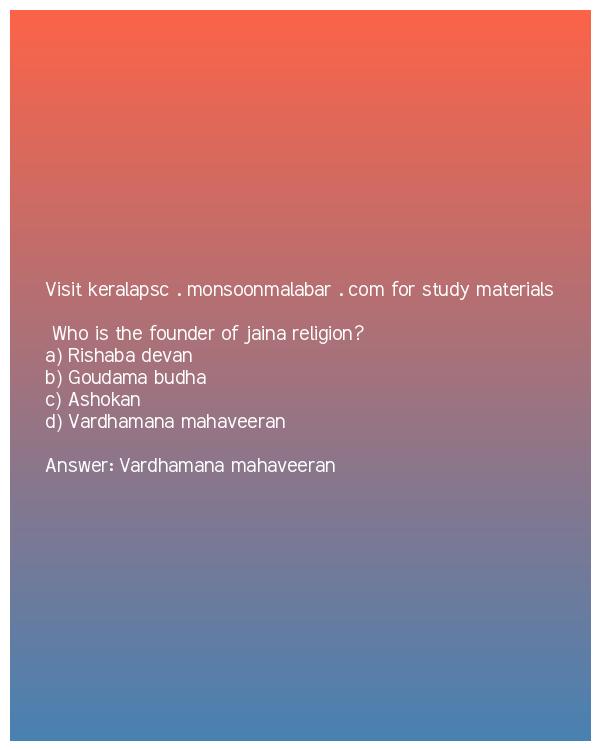 Visit keralapsc . monsoonmalabar . com for study materials
Who is the founder of jaina religion?
a) Rishaba devan
b) Goudama budha
c) Ashokan
d) Vardhamana mahaveeran
Answer: Vardhamana mahaveeran